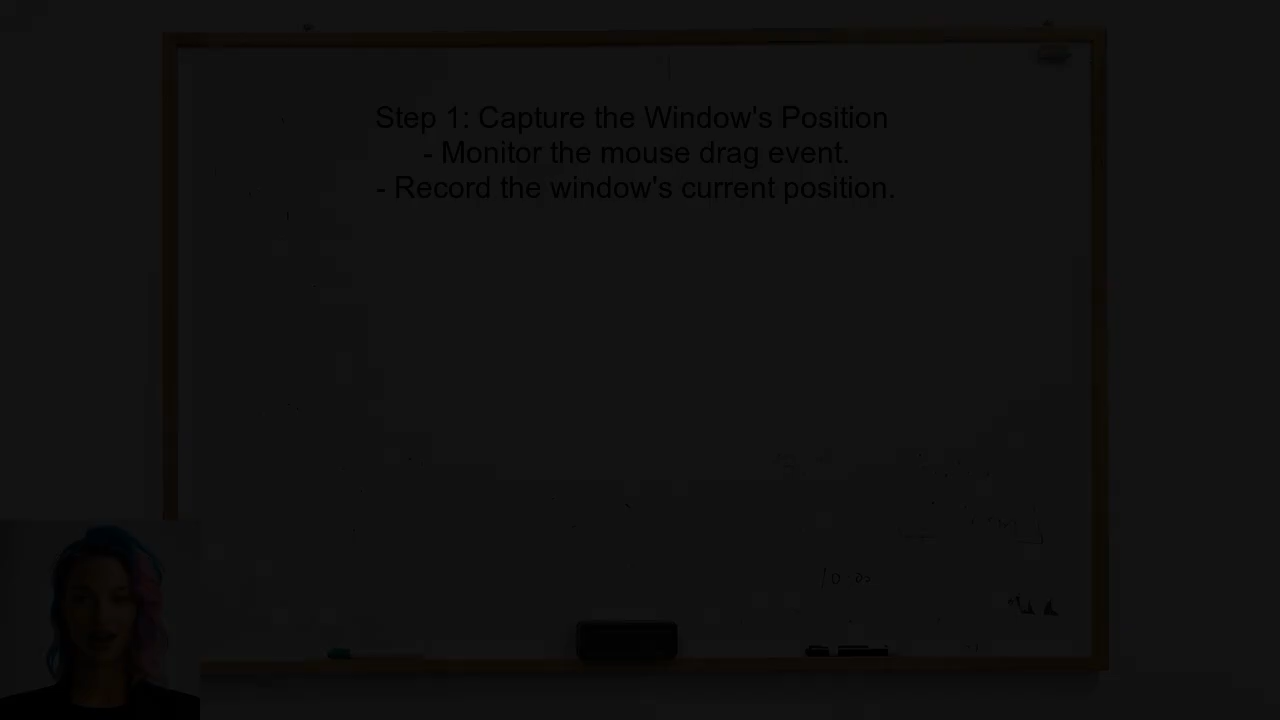 Step 1: Capture the Window's Position
- Monitor the mouse drag event.
- Record the window's current position.